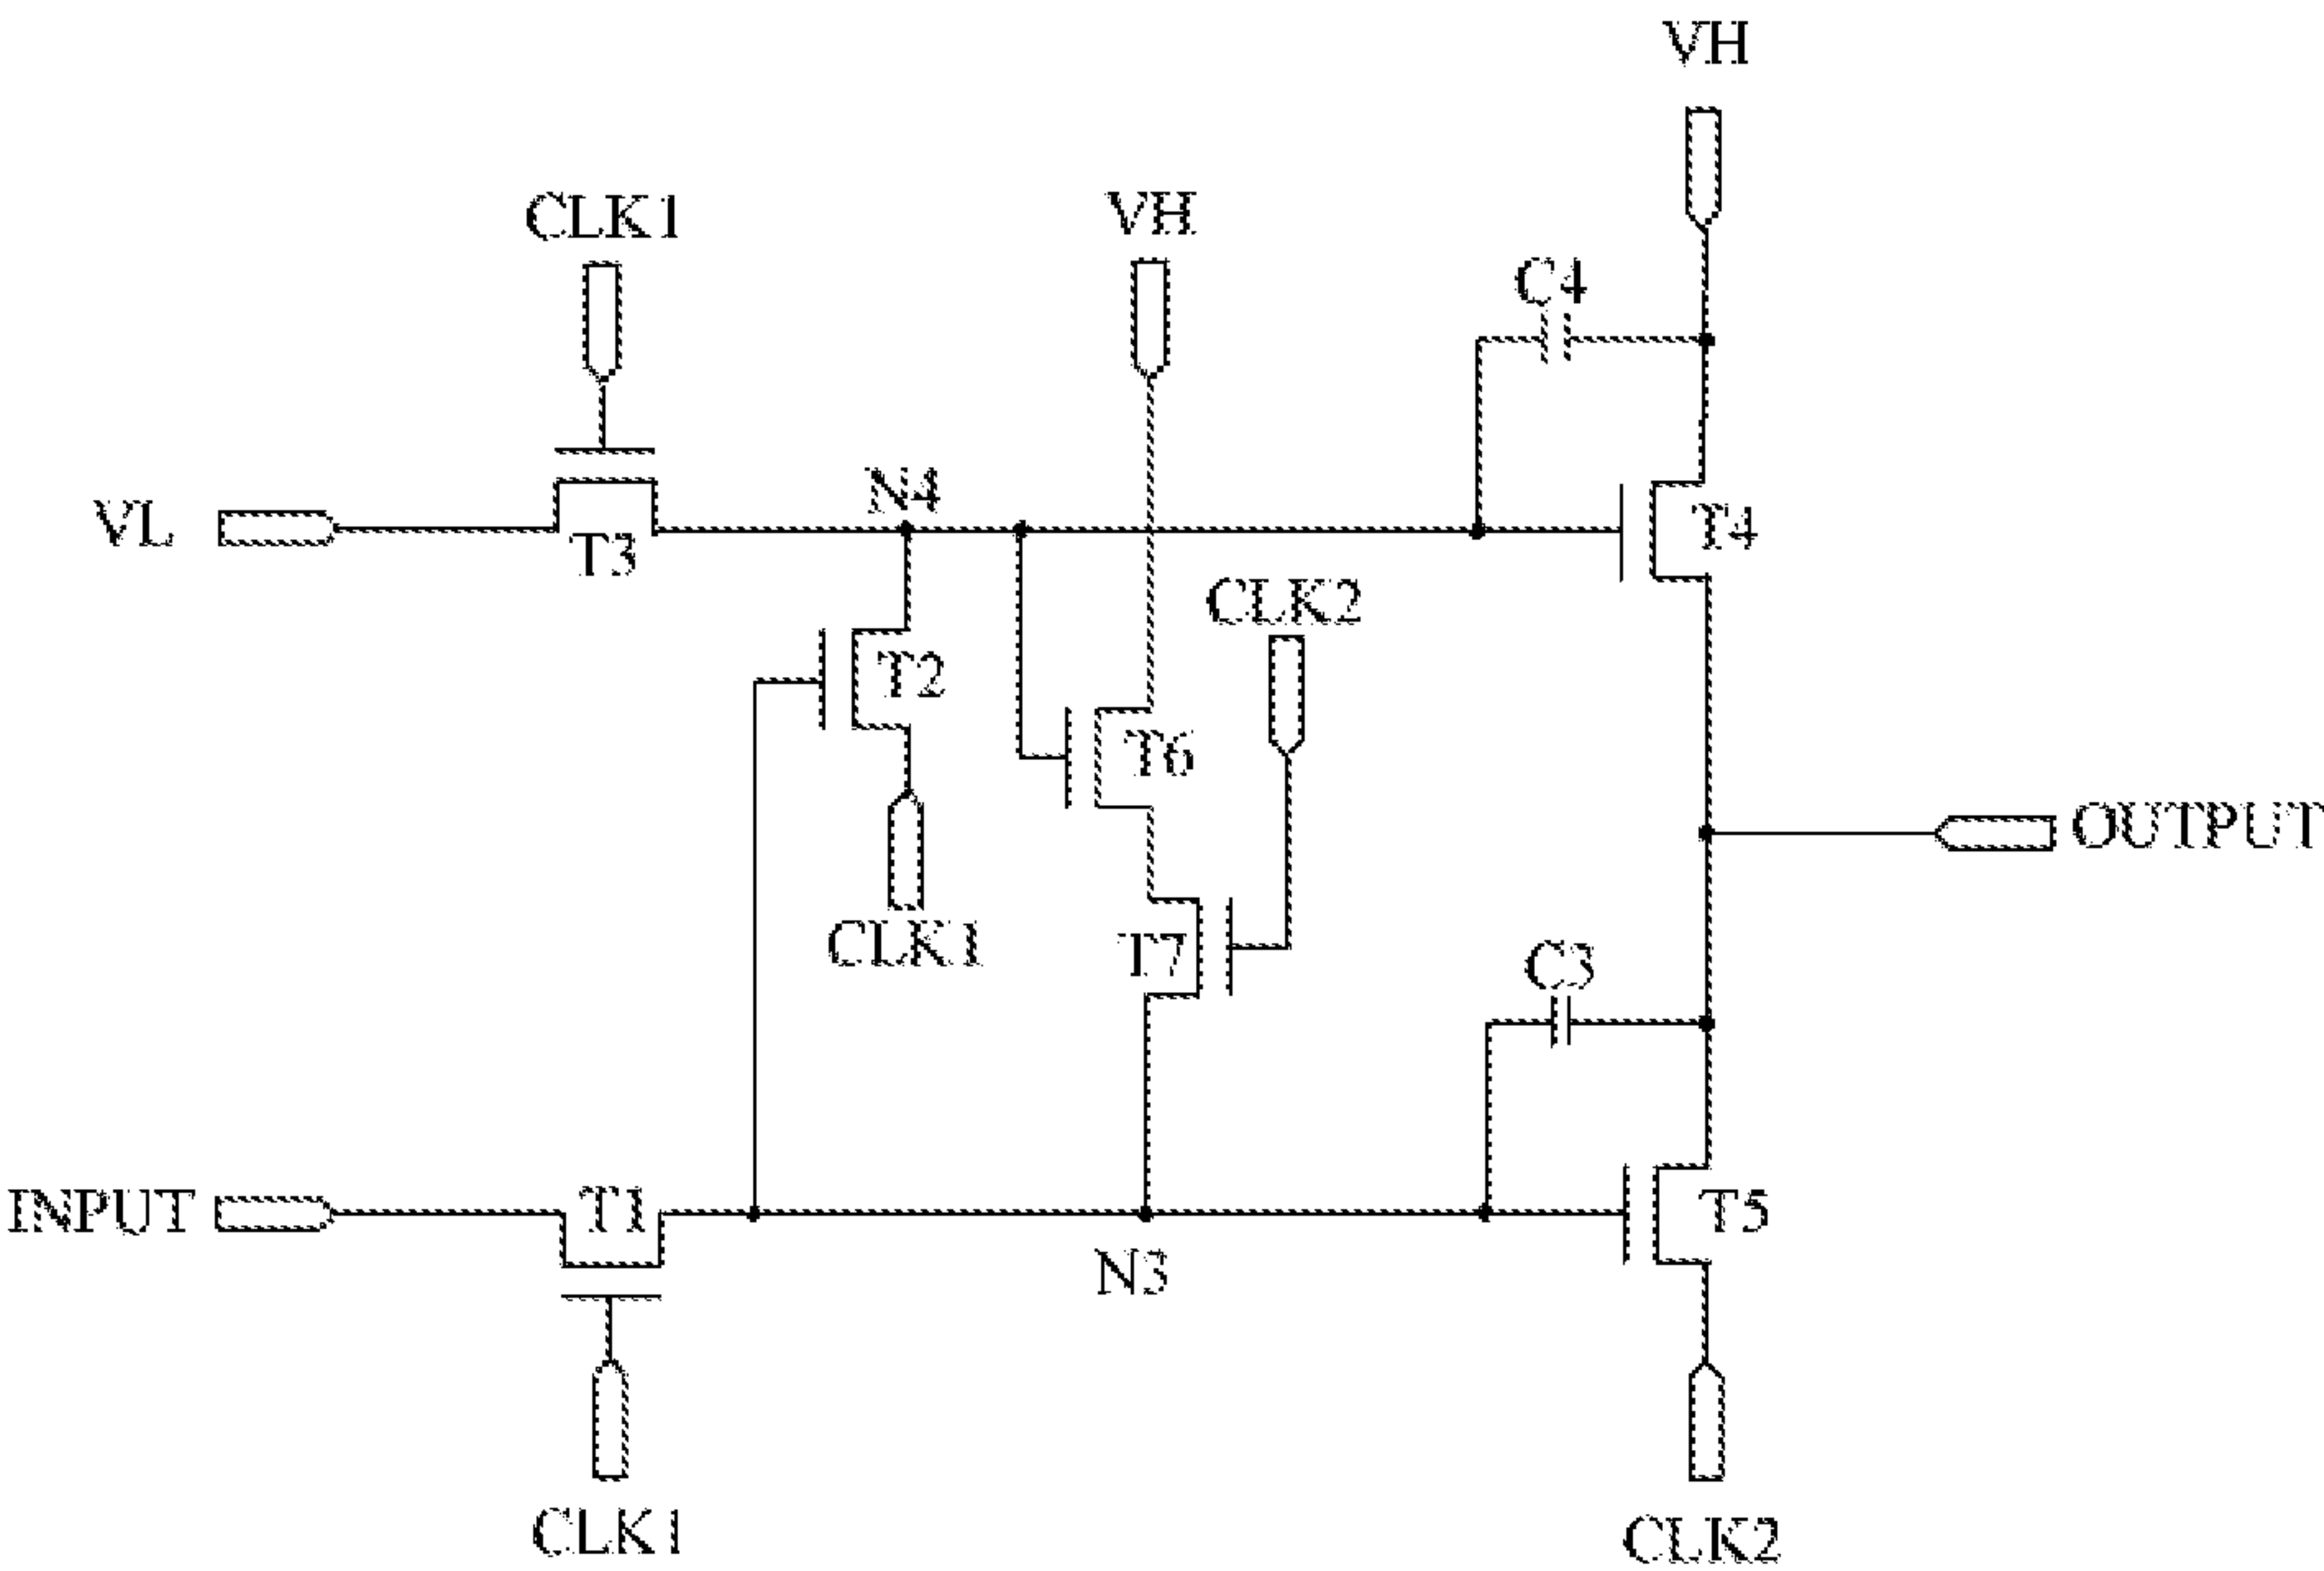 VH
CLK1
VH
C4
N4
VL
T3
T4
CLK2
T2
T6
OUTPUT
CLK1
T7
C3
INPUT
T1
T5
N3
CLK1
CLK2